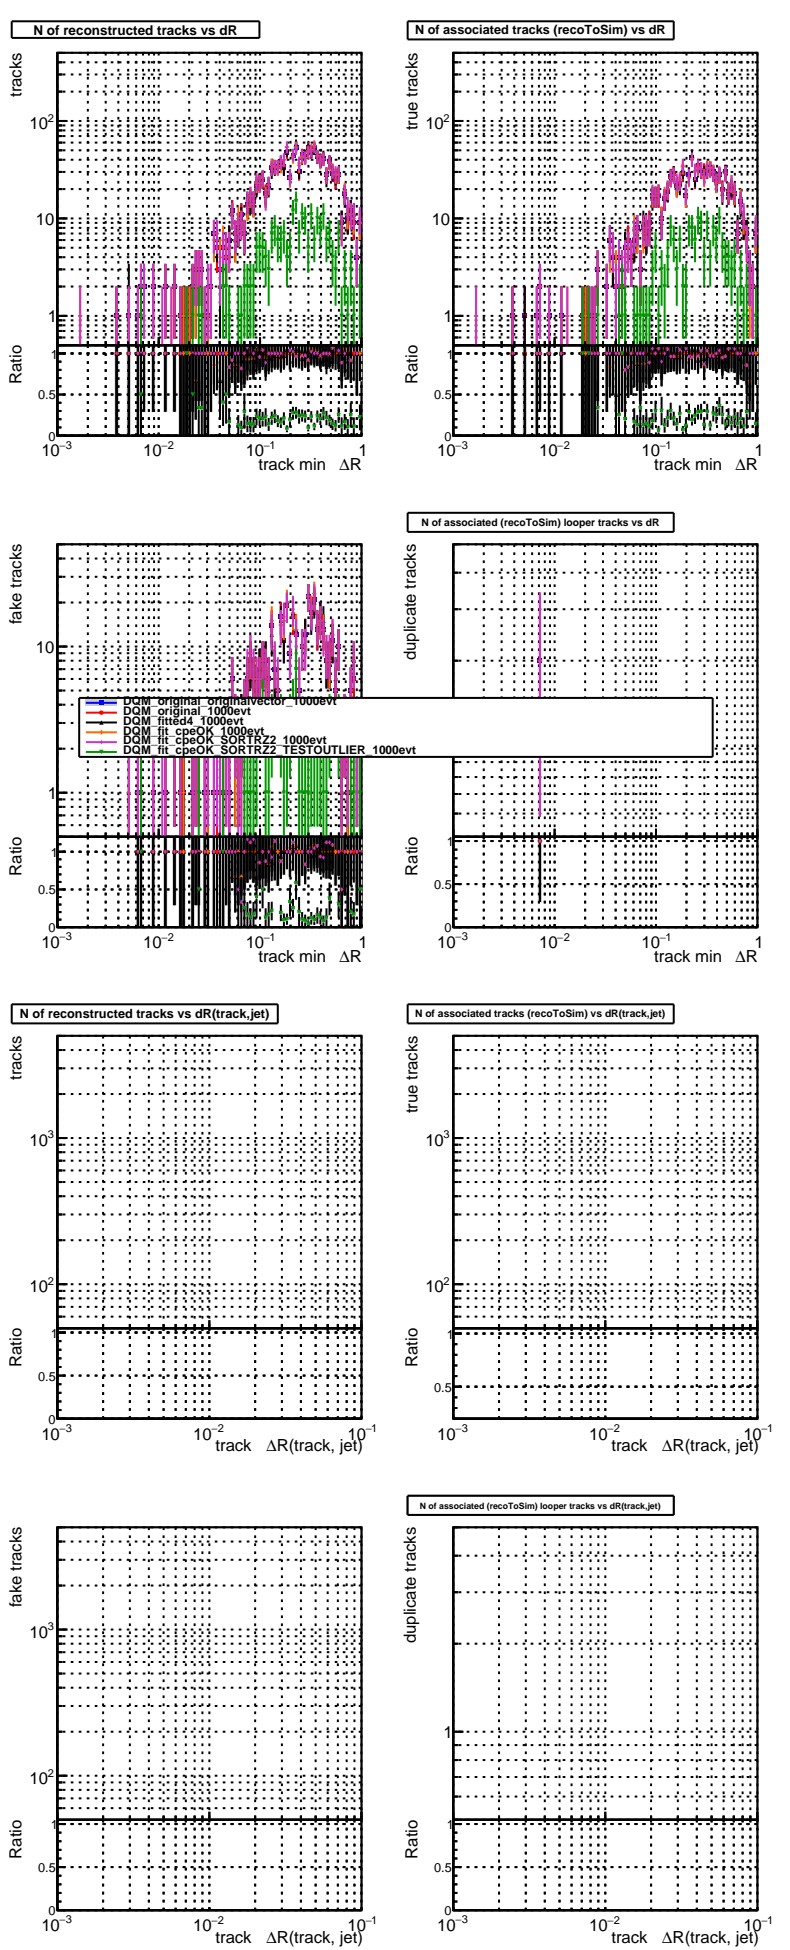 N of reconstructed tracks vs dR
N of associated tracks (recoToSim) vs dR
tracks
10²
10
1
Ratio
1
0.5
0
10⁻³ 10⁻² 10⁻¹ 1
track min ΔR
true tracks
10²
10
1
Ratio
1
0.5
0
10⁻³ 10⁻² 10⁻¹ 1
track min ΔR
N of associated (recoToSim) looper tracks vs dR
fake tracks
10
1
Ratio
1
0.5
0
10⁻³ 10⁻² 10⁻¹ 1
track min ΔR
duplicate tracks
Ratio
1
0.5
0
10⁻³ 10⁻² 10⁻¹ 1
track min ΔR
DQM_original_originalvector_1000evt
DQM_original_1000evt
DQM_fitted4_1000evt
DQM_fit_cpeOK_1000evt
DQM_fit_cpeOK_SORTRZ2_1000evt
DQM_fit_cpeOK_SORTRZ2_TESTOUTLIER_1000evt
N of reconstructed tracks vs dR(track,jet)
N of associated tracks (recoToSim) vs dR(track,jet)
tracks
10³
10²
Ratio
1
0.5
0
10⁻³ 10⁻² 10⁻¹
track ΔR(track, jet)
true tracks
10³
10²
Ratio
1
0.5
10⁻³ 10⁻² 10⁻¹
track ΔR(track, jet)
N of associated (recoToSim) looper tracks vs dR(track,jet)
fake tracks
10³
10²
Ratio
1
0.5
0
10⁻³ 10⁻² 10⁻¹
track ΔR(track, jet)
duplicate tracks
1
Ratio
1
0.5
0
10⁻³ 10⁻² 10⁻¹
track ΔR(track, jet)